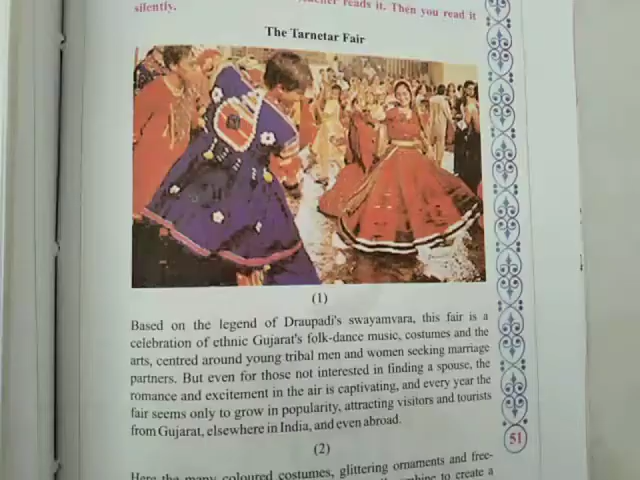 reads it. Then you read it
silently.
The Tarnetar Fair
(1)
Based on the legend of Draupadi's swayamvara, this fair is a
celebration of ethnic Gujarat's folk-dance music, costumes and the
arts, centred around young tribal men and women seeking marriage
partners. But even for those not interested in finding a spouse, the
romance and excitement in the air is captivating, and every year the
fair seems only to grow in popularity, attracting visitors and tourists
from Gujarat, elsewhere in India, and even abroad.
51
(2)
Here the many coloured costumes, glittering ornaments and free-
to create a